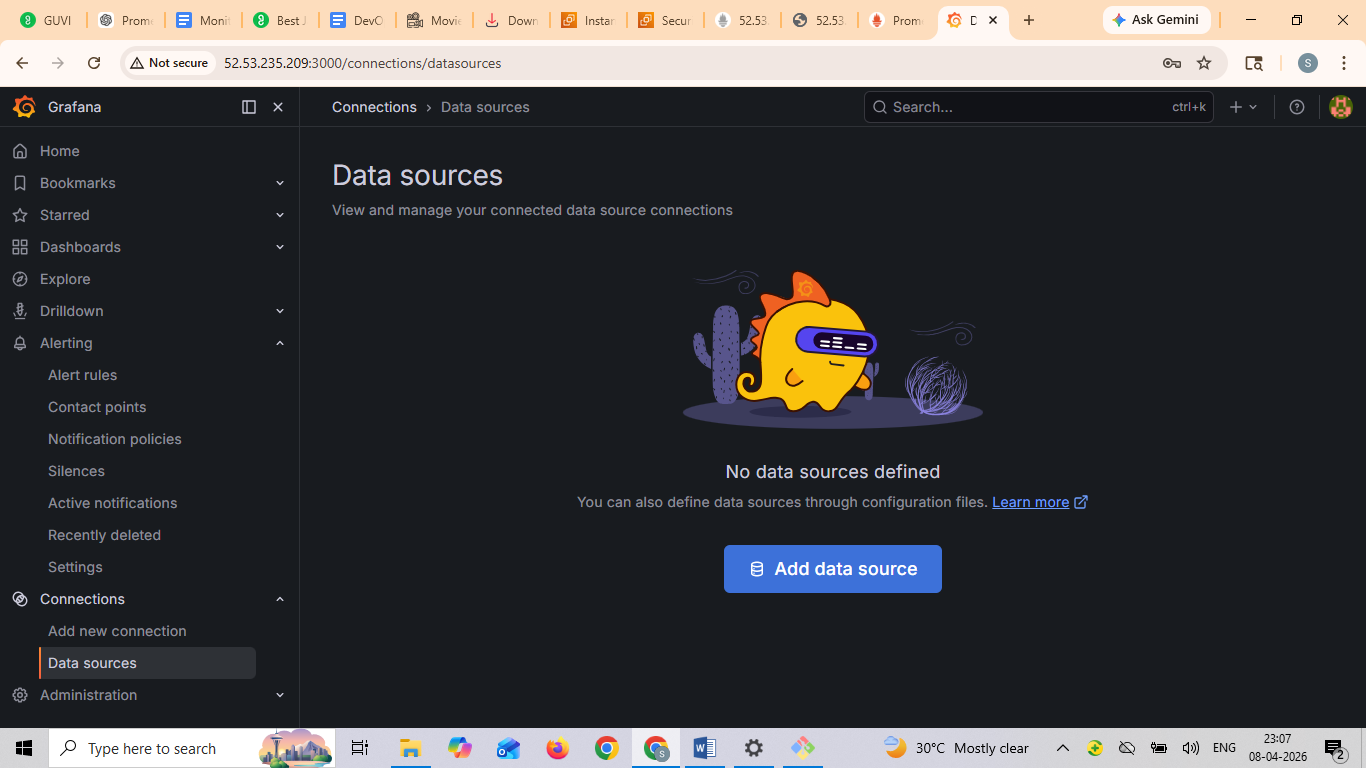 GUVI
Prome
Monit
Best J
DevO
Movie
Down
Instan
Secur
52.53.
52.53.
Prom
D
Ask Gemini
Not secure
52.53.235.209:3000/connections/datasources
S
Grafana
Connections › Data sources
Search...
ctrl+k
Home
Bookmarks
Starred
Dashboards
Explore
Drilldown
Alerting
Alert rules
Contact points
Notification policies
Silences
Active notifications
Recently deleted
Settings
Connections
Add new connection
Data sources
Administration
Data sources
View and manage your connected data source connections
No data sources defined
You can also define data sources through configuration files. Learn more
Add data source
Type here to search
S
30°C Mostly clear
ENG
23:07
08-04-2026
2